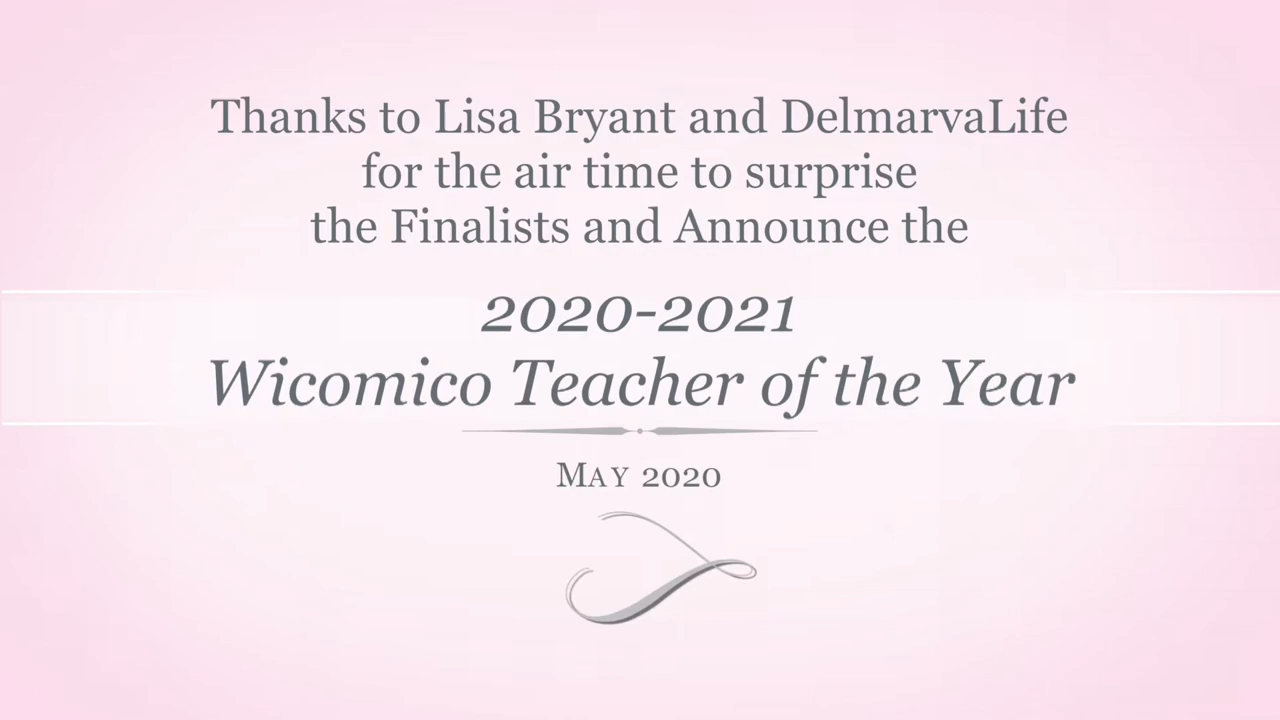 Thanks to Lisa Bryant and DelmarvaLife
for the air time to surprise
the Finalists and Announce the
2020-2021
Wicomico Teacher of the Year
May 2020